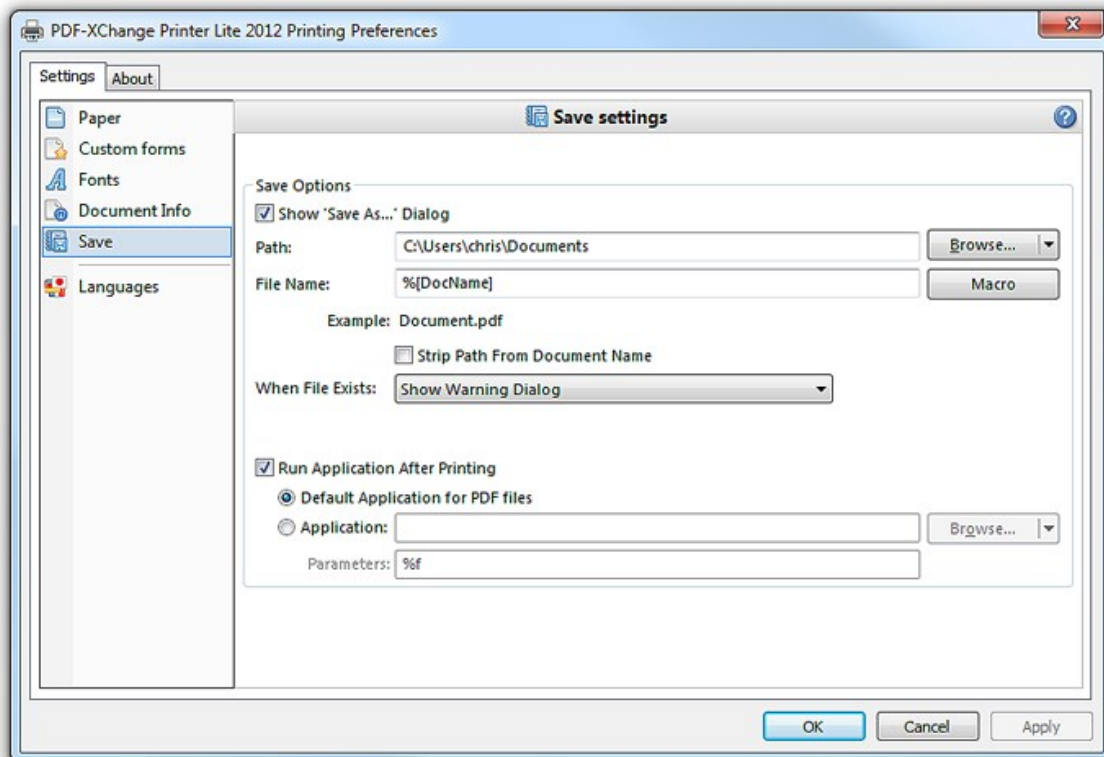 PDF-XChange Printer Lite 2012 Printing Preferences
Settings About
Paper
Custom forms
Fonts
Document Info
Save
Languages
Save settings
Save Options
Show 'Save As...' Dialog
Path: C:\Users\chris\Documents Browse...
File Name: %[DocName] Macro
Example: Document.pdf
Strip Path From Document Name
When File Exists: Show Warning Dialog
Run Application After Printing
Default Application for PDF files
Application: Browse...
Parameters: %f
OK Cancel Apply